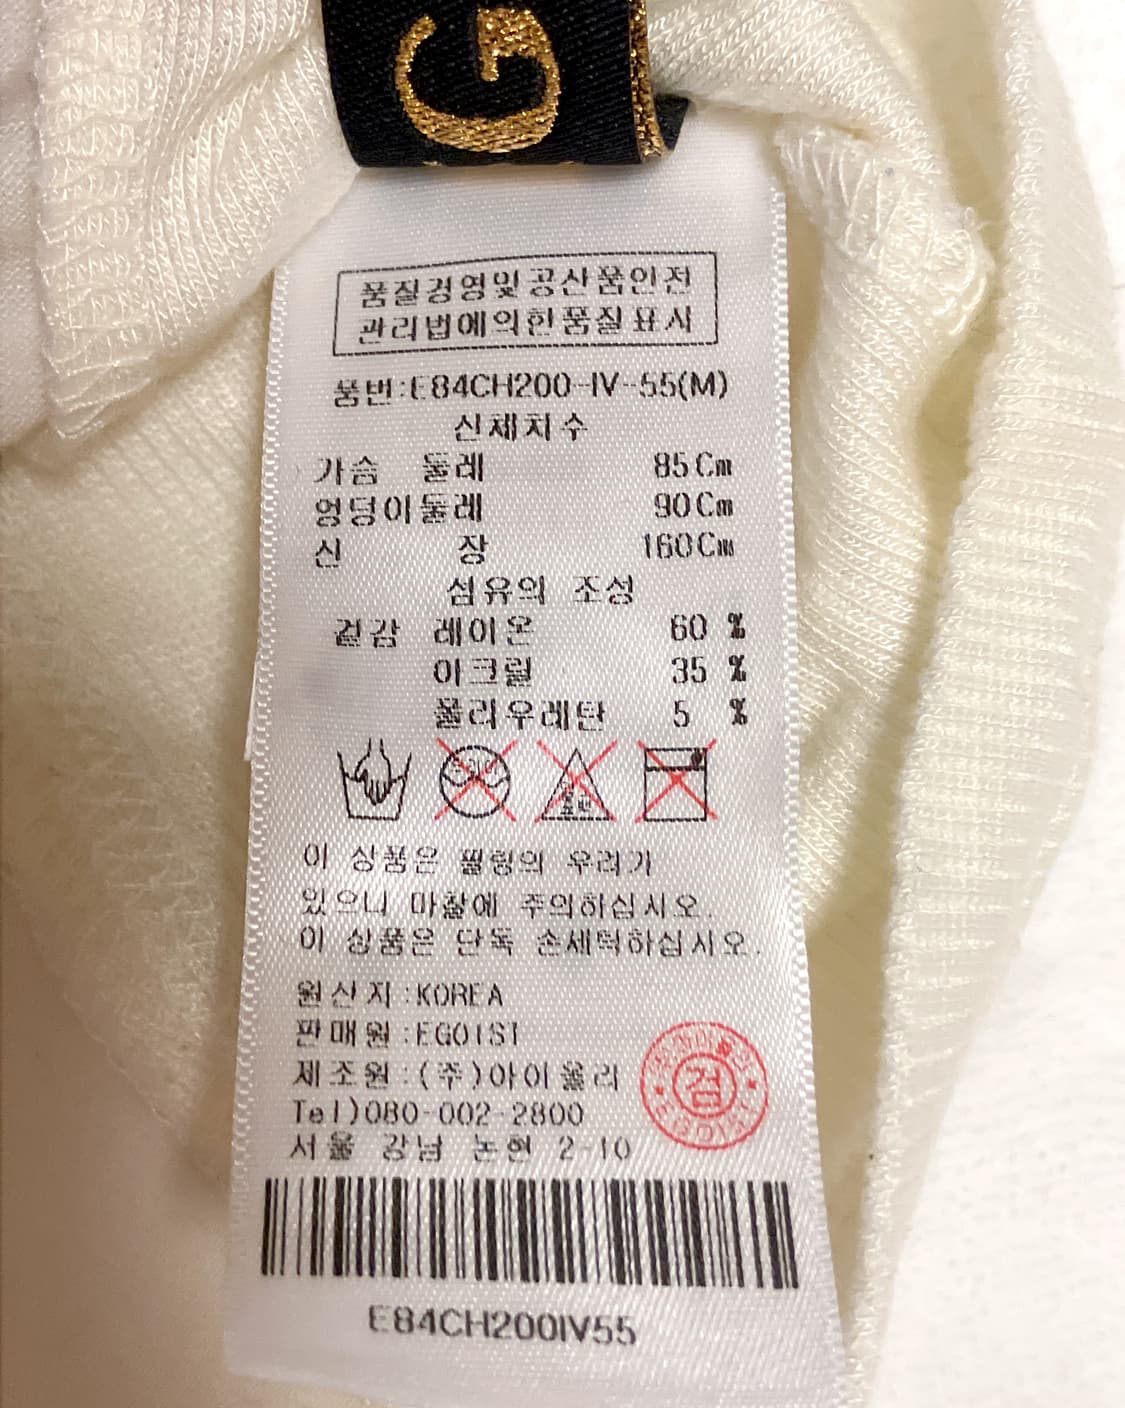 G
품질경영및공산품안전
관리법에의한품질표시
품번:E84CH200-IV-55(M)
신체치수
가슴 둘레 85Cm
엉덩이둘레 90Cm
신 장 160Cm
섬유의 조성
겉감 레이온 60 %
아크릴 35 %
폴리우레탄 5 %
이 상품은 필링의 우려가
있으니 마찰에 주의하십시오.
이 상품은 단독 손세탁하십시오.
원산지:KOREA
판매원:EGOIST
제조원:(주)아이올리
Tel)080-002-2800
서울 강남 논현 2-10
검
EGOIST
E84CH200IV55